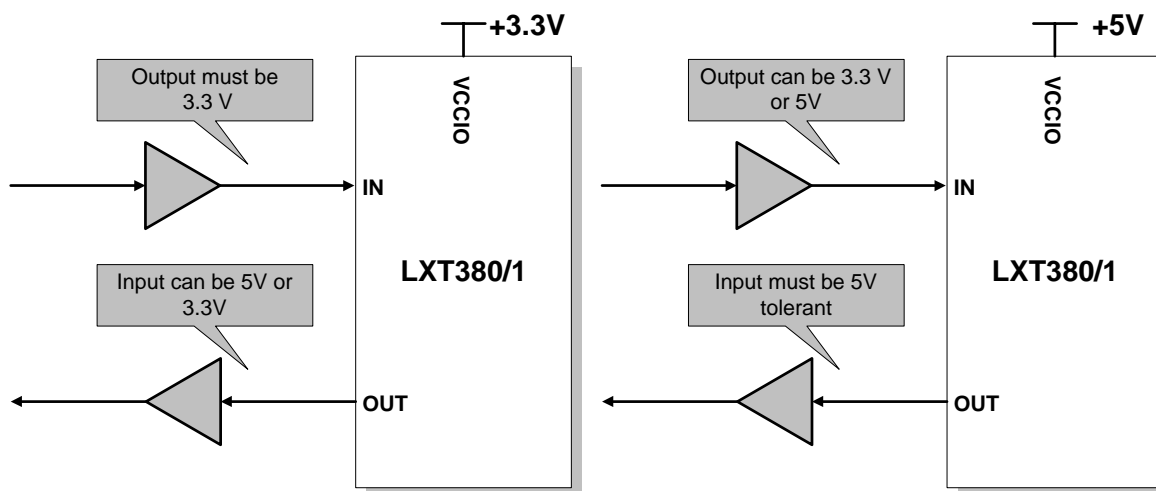 +3.3V
VCCIO
Output must be
3.3 V
IN
LXT380/1
Input can be 5V or
3.3V
OUT
+5V
VCCIO
Output can be 3.3 V
or 5V
IN
LXT380/1
Input must be 5V
tolerant
OUT